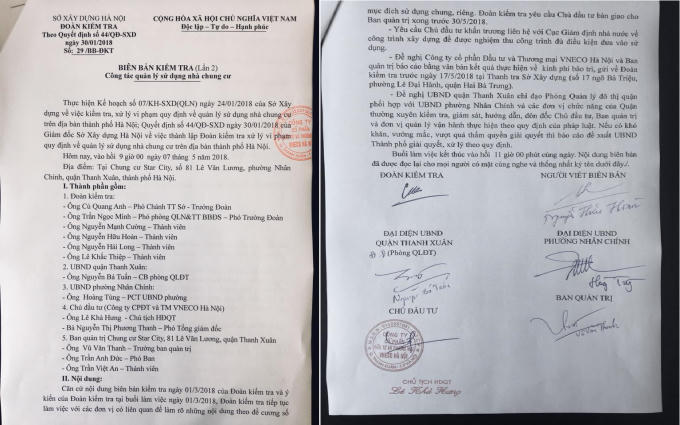 SỞ XÂY DỰNG HÀ NỘI
ĐOÀN KIỂM TRA
Theo Quyết định số 44/QĐ-SXD
ngày 30/01/2018
Số: 29 /BB-ĐKT
CỘNG HÒA XÃ HỘI CHỦ NGHĨA VIỆT NAM
Độc lập – Tự do – Hạnh phúc
BIÊN BẢN KIỂM TRA (Lần 2)
Công tác quản lý sử dụng nhà chung cư
Thực hiện Kế hoạch số 07/KH-SXD(QLN) ngày 24/01/2018 của Sở Xây
dựng về việc kiểm tra, xử lý vi phạm quy định về quản lý sử dụng nhà chung cư
trên địa bàn thành phố Hà Nội; Quyết định số 44/QĐ-SXD ngày 30/01/2018 của
Giám đốc Sở Xây dựng Hà Nội về việc thành lập Đoàn kiểm tra xử lý vi phạm
quy định về quản lý sử dụng nhà chung cư trên địa bàn thành phố Hà Nội.
Hôm nay, vào hồi 9 giờ 00 ngày 07 tháng 5 năm 2018.
Địa điểm: Tại Chung cư Star City, số 81 Lê Văn Lương, phường Nhân
Chính, quận Thanh Xuân, thành phố Hà Nội.
I. Thành phần gồm:
1. Đoàn kiểm tra:
- Ông Cù Quang Anh – Phó Chánh TT Sở - Trưởng Đoàn
- Ông Trần Ngọc Minh – Phó phòng QLN&TT BBĐS – Phó Trưởng Đoàn
- Ông Nguyễn Mạnh Cường – Thành viên
- Ông Nguyễn Hữu Hoàn – Thành viên
- Ông Nguyễn Hải Long – Thành viên
- Ông Lê Khắc Thiệp – Thành viên
2. UBND quận Thanh Xuân:
- Ông Nguyễn Bá Tuấn – CB phòng QLĐT
3. UBND phường Nhân Chính:
- Ông Hoàng Tùng – PCT UBND phường
4. Chủ đầu tư (Công ty CPĐT và TM VNECO Hà Nội)
- Ông Lê Khả Hưng - Chủ tịch HĐQT
- Bà Nguyễn Thị Phương Thanh – Phó Tổng giám đốc
5. Ban quản trị Chung cư Star City, 81 Lê Văn Lương, quận Thanh Xuân
- Ông Vũ Văn Thanh – Trưởng ban quản trị
- Ông Trần Anh Đức – Phó Ban
- Ông Trần Việt An – Thành viên
II. Nội dung:
Căn cứ nội dung biên bản kiểm tra ngày 01/3/2018 của Đoàn kiểm tra và ý
kiến của Đoàn kiểm tra tại buổi làm việc ngày 01/3/2018, Đoàn kiểm tra tiếp tục
làm việc với các đơn vị có liên quan để làm rõ những nội dung theo đề cương số
mục đích sử dụng chung, riêng. Đoàn kiểm tra yêu cầu Chủ đầu tư bàn giao cho
Ban quản trị xong trước 30/5/2018.
- Yêu cầu Chủ đầu tư khẩn trương liên hệ với Cục Giám định nhà nước về
công trình xây dựng để được nghiệm thu công trình đủ điều kiện đưa vào sử
dụng.
- Đề nghị Công ty cổ phần Đầu tư và Thương mại VNECO Hà Nội và Ban
quản trị báo cáo bằng văn bản kết quả thực hiện về kinh phí bảo trì, gửi về Đoàn
kiểm tra trước ngày 17/5/2018 tại Thanh tra Sở Xây dựng (số 17 ngõ Bà Triệu,
phường Lê Đại Hành, quận Hai Bà Trưng).
- Đề nghị UBND quận Thanh Xuân chỉ đạo Phòng Quản lý đô thị quận
phối hợp với UBND phường Nhân Chính và các đơn vị chức năng của Quận
thường xuyên kiểm tra, giám sát, hướng dẫn, đôn đốc Chủ đầu tư, Ban quản trị
và đơn vị quản lý vận hành thực hiện theo quy định của pháp luật. Nếu có khó
khăn, vướng mắc, vượt quá thẩm quyền giải quyết thì báo cáo đề xuất UBND
Thành phố giải quyết, xử lý theo quy định.
Buổi làm việc kết thúc vào hồi 11 giờ 00 phút cùng ngày. Nội dung biên bản
đã được đọc lại cho mọi người có mặt cùng nghe và thống nhất ký tên dưới đây./.
ĐOÀN KIỂM TRA
NGƯỜI VIẾT BIÊN BẢN
ĐẠI DIỆN UBND
QUẬN THANH XUÂN
(Phòng QLĐT)
ĐẠI DIỆN UBND
PHƯỜNG NHÂN CHÍNH
Nguyễn Bá Tuấn
CHỦ ĐẦU TƯ
BAN QUẢN TRỊ
Vũ Văn Thanh
CÔNG TY
CỔ PHẦN
VNECO HÀ NỘI
CHỦ TỊCH HĐQT
Lê Khả Hưng